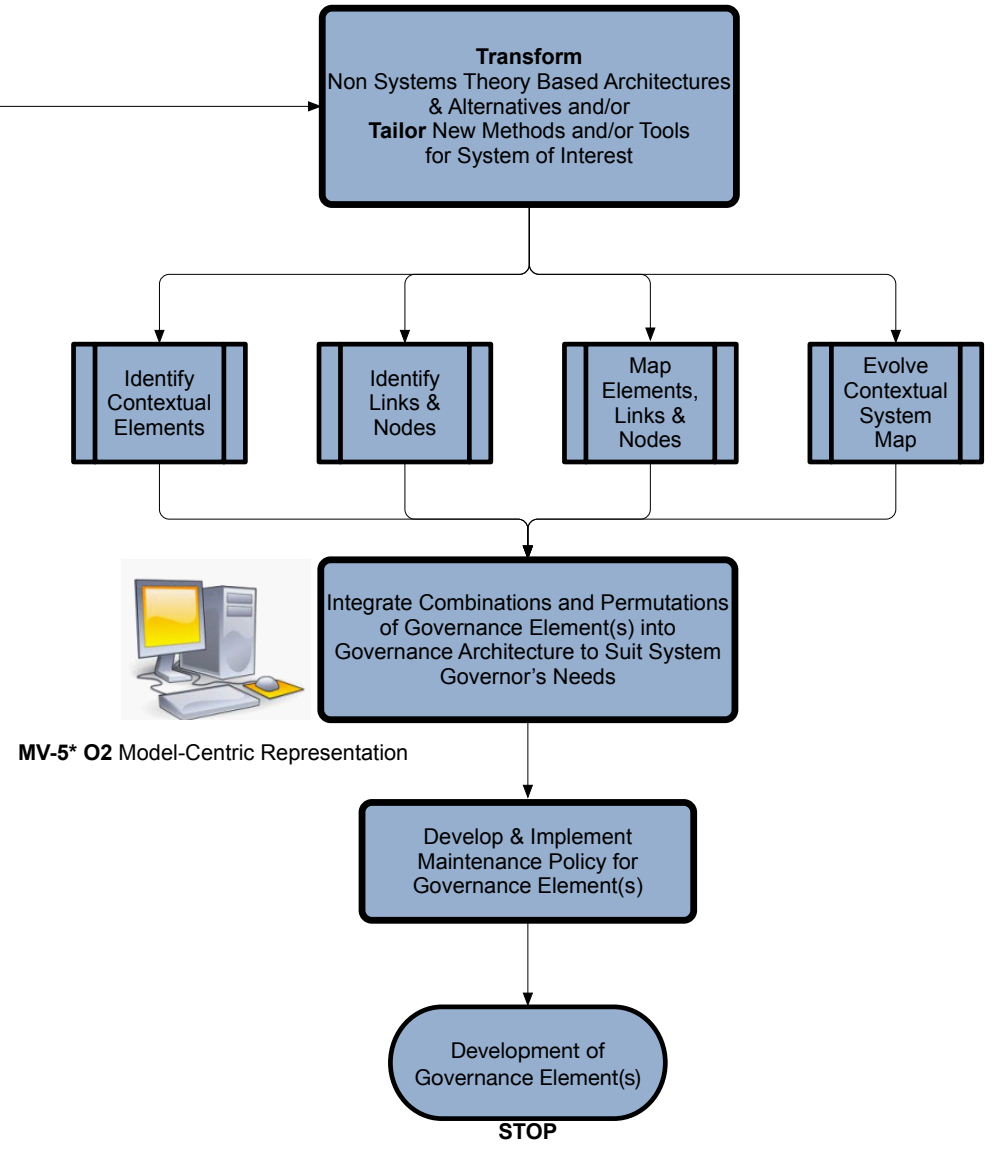 Transform
Non Systems Theory Based Architectures
& Alternatives and/or
Tailor New Methods and/or Tools
for System of Interest
Identify
Contextual
Elements
Identify
Links &
Nodes
Map
Elements,
Links &
Nodes
Evolve
Contextual
System
Map
Integrate Combinations and Permutations
of Governance Element(s) into
Governance Architecture to Suit System
Governor's Needs
MV-5* O2 Model-Centric Representation
Develop & Implement
Maintenance Policy for
Governance Element(s)
Development of
Governance Element(s)
STOP